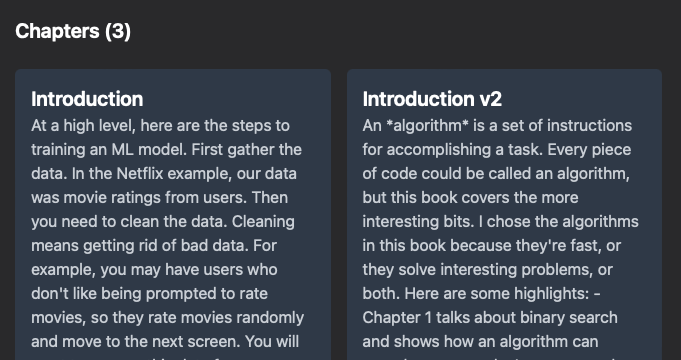 Chapters (3)
Introduction
At a high level, here are the steps to
training an ML model. First gather the
data. In the Netflix example, our data
was movie ratings from users. Then
you need to clean the data. Cleaning
means getting rid of bad data. For
example, you may have users who
don't like being prompted to rate
movies, so they rate movies randomly
and move to the next screen. You will
Introduction v2
An *algorithm* is a set of instructions
for accomplishing a task. Every piece
of code could be called an algorithm,
but this book covers the more
interesting bits. I chose the algorithms
in this book because they're fast, or
they solve interesting problems, or
both. Here are some highlights: -
Chapter 1 talks about binary search
and shows how an algorithm can